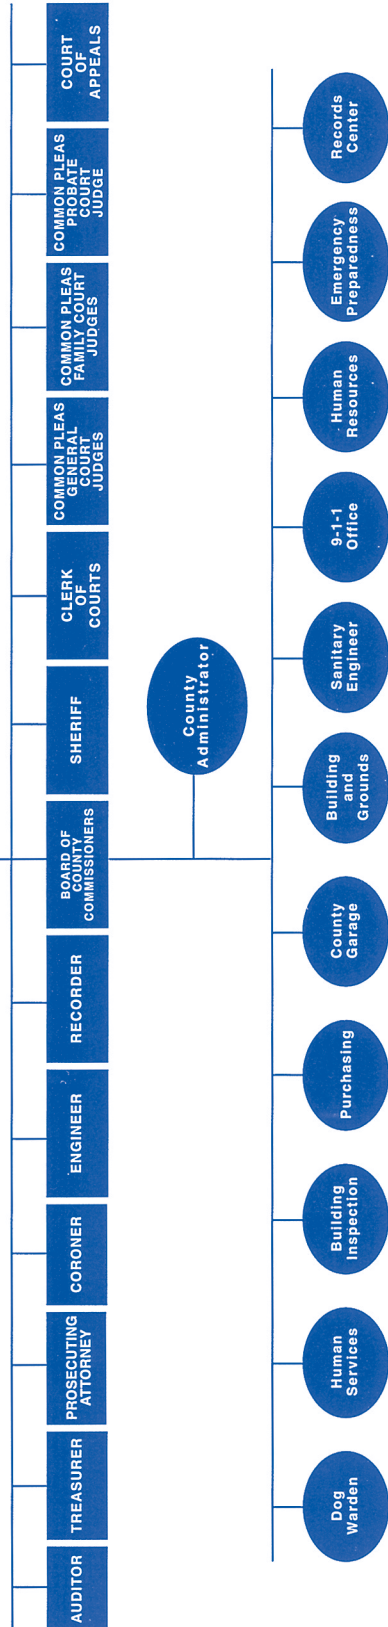 AUDITOR
TREASURER
PROSECUTING
ATTORNEY
CORONER
ENGINEER
RECORDER
BOARD OF
COUNTY
COMMISSIONERS
SHERIFF
CLERK
OF
COURTS
COMMON PLEAS
GENERAL
COURT
JUDGES
COMMON PLEAS
FAMILY COURT
JUDGES
COMMON PLEAS
PROBATE
COURT
JUDGE
COURT
OF
APPEALS
County
Administrator
Dog
Warden
Human
Services
Building
Inspection
Purchasing
County
Garage
Building
and
Grounds
Sanitary
Engineer
9-1-1
Office
Human
Resources
Emergency
Preparedness
Records
Center